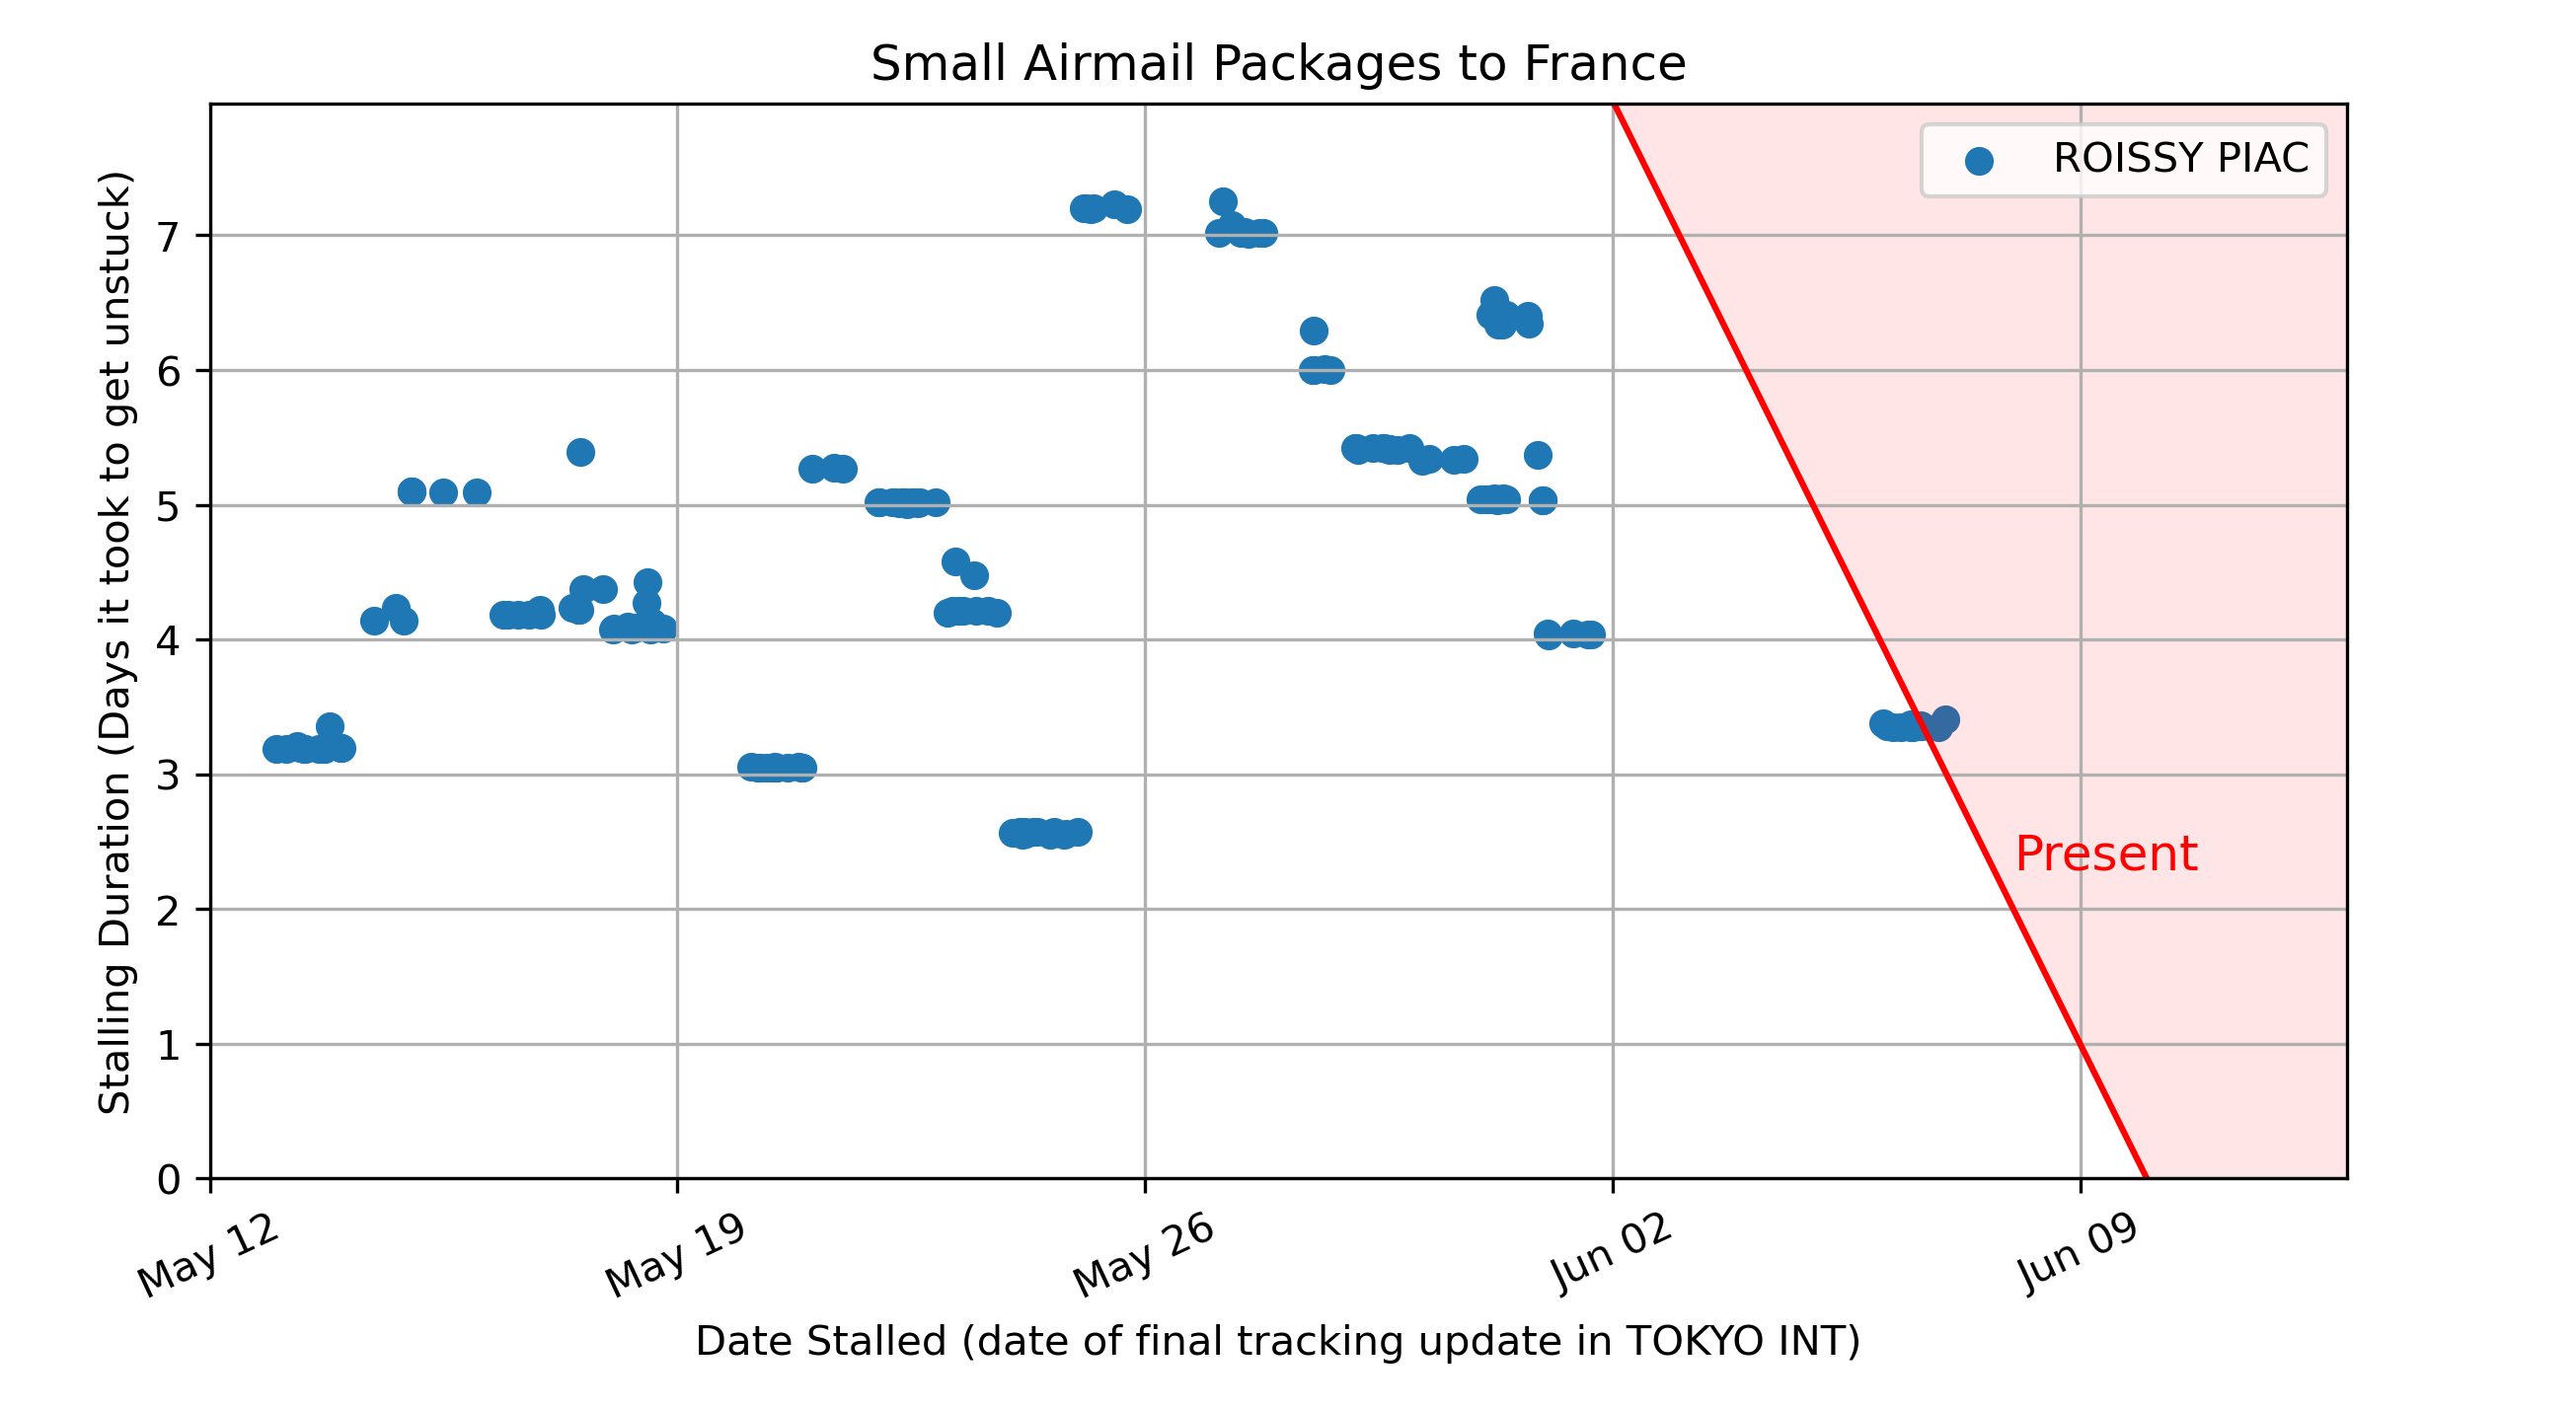 Small Airmail Packages to France
ROISSY PIAC
Stalling Duration (Days it took to get unstuck)
7
6
5
4
3
2
1
0
Present
May 12
May 19
May 26
Jun 02
Jun 09
Date Stalled (date of final tracking update in TOKYO INT)